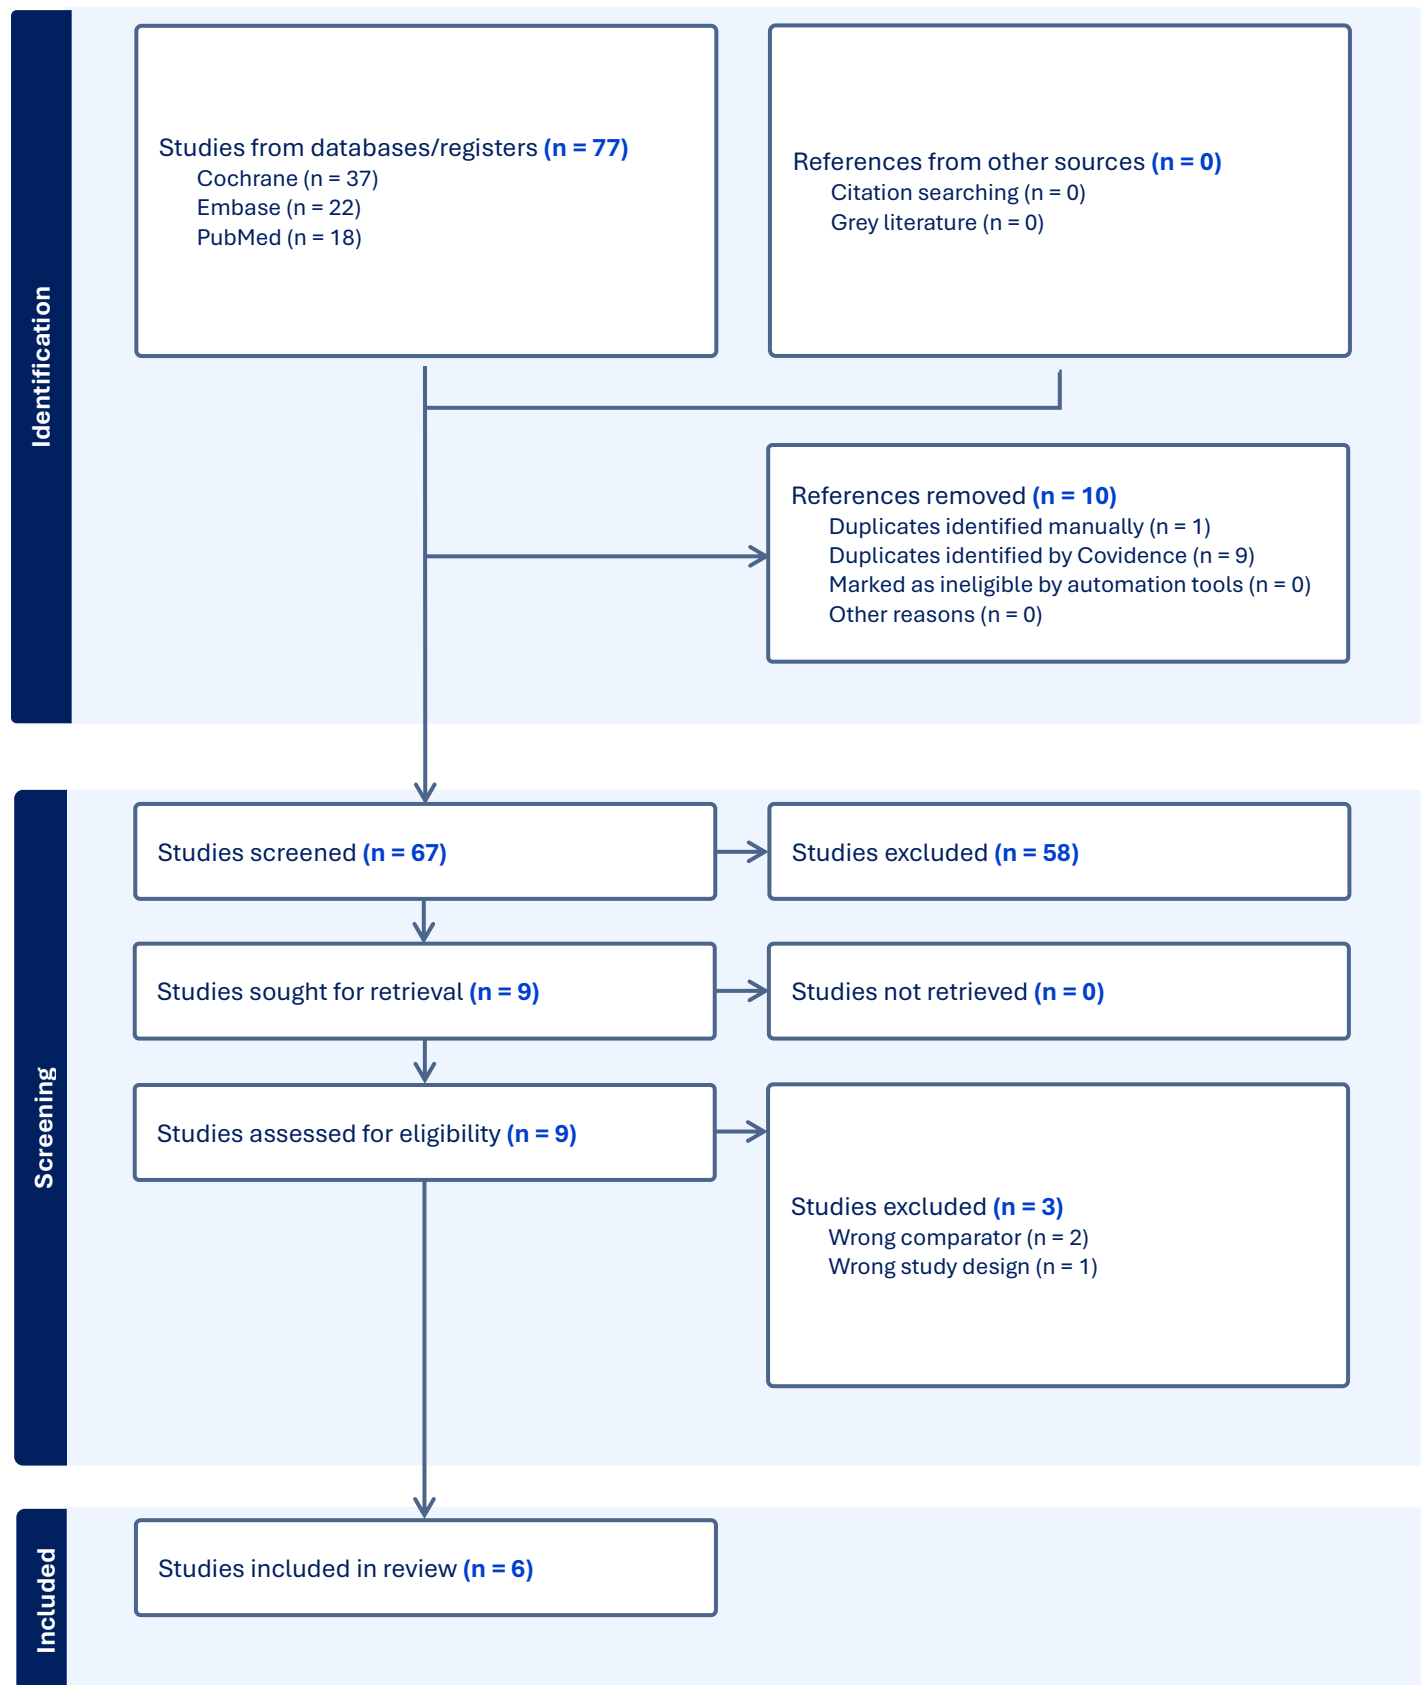 Identification
Studies from databases/registers (n = 77)
Cochrane (n = 37)
Embase (n = 22)
PubMed (n = 18)
References from other sources (n = 0)
Citation searching (n = 0)
Grey literature (n = 0)
References removed (n = 10)
Duplicates identified manually (n = 1)
Duplicates identified by Covidence (n = 9)
Marked as ineligible by automation tools (n = 0)
Other reasons (n = 0)
Screening
Studies screened (n = 67)
Studies excluded (n = 58)
Studies sought for retrieval (n = 9)
Studies not retrieved (n = 0)
Studies assessed for eligibility (n = 9)
Studies excluded (n = 3)
Wrong comparator (n = 2)
Wrong study design (n = 1)
Included
Studies included in review (n = 6)